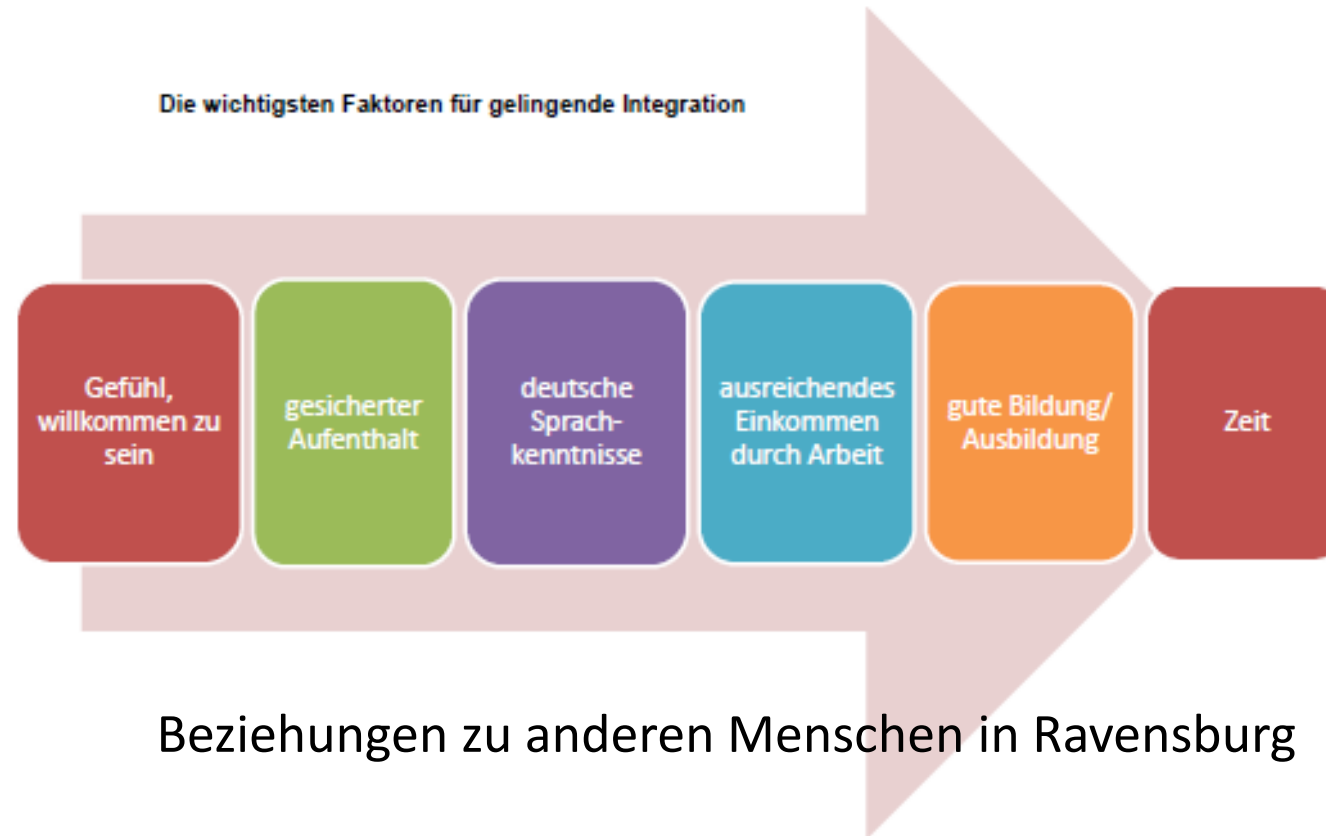 Die wichtigsten Faktoren für gelingende Integration
Gefühl,
willkommen zu
sein
gesicherter
Aufenthalt
deutsche
Sprach-
kenntnisse
ausreichendes
Einkommen
durch Arbeit
gute Bildung/
Ausbildung
Zeit
Beziehungen zu anderen Menschen in Ravensburg